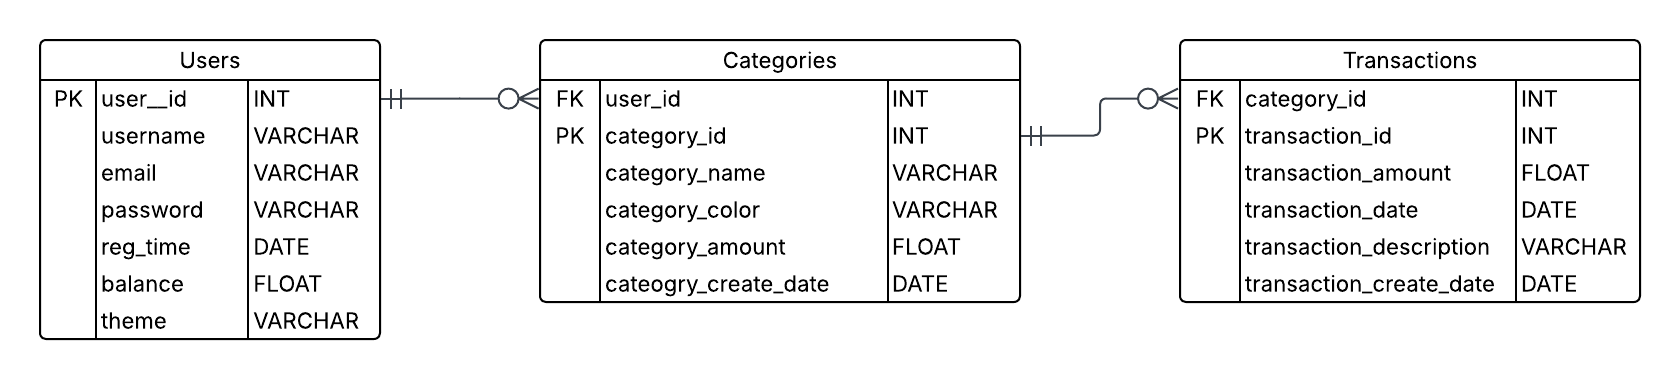 Users
PK user__id INT
username VARCHAR
email VARCHAR
password VARCHAR
reg_time DATE
balance FLOAT
theme VARCHAR
Categories
FK user_id INT
PK category_id INT
category_name VARCHAR
category_color VARCHAR
category_amount FLOAT
cateogry_create_date DATE
Transactions
FK category_id INT
PK transaction_id INT
transaction_amount FLOAT
transaction_date DATE
transaction_description VARCHAR
transaction_create_date DATE